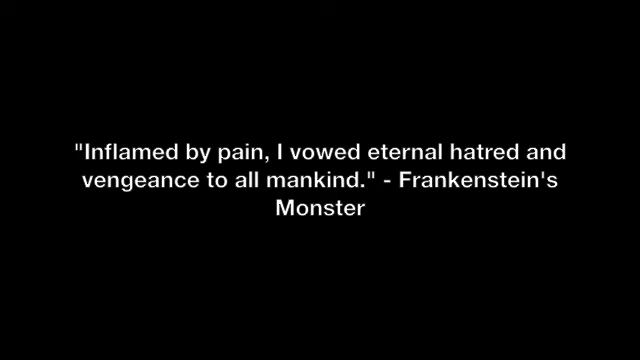 "Inflamed by pain, I vowed eternal hatred and
vengeance to all mankind." - Frankenstein's
Monster